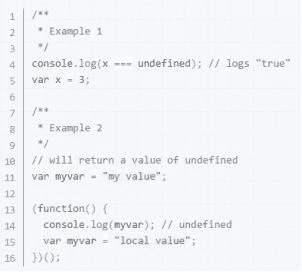 1 /**
2  * Example 1
3  */
4 console.log(x === undefined); // logs "true"
5 var x = 3;
6
7 /**
8  * Example 2
9  */
10 // will return a value of undefined
11 var myvar = "my value";
12
13 (function() {
14   console.log(myvar); // undefined
15   var myvar = "local value";
16 })();